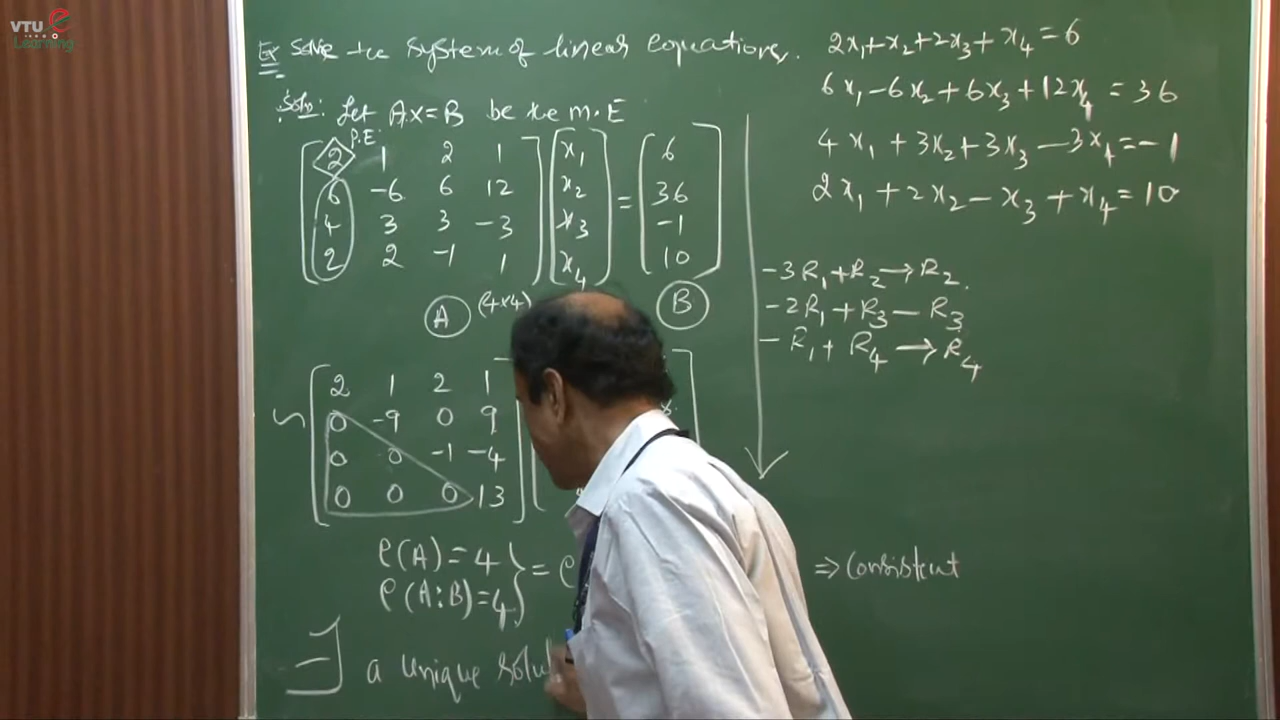 VTU e
Learning
Ex Solve the system of linear equations.
2x₁+x₂+2x₃+x₄=6
6x₁-6x₂+6x₃+12x₄=36
4x₁+3x₂+3x₃-3x₄=-1
2x₁+2x₂-x₃+x₄=10
Soln: Let AX=B be the m.E
P.E
[2 1 2 1] [x₁] = [6]
[6 -6 6 12] [x₂] [36]
[4 3 3 -3] [x₃] [-1]
[2 2 -1 1] [x₄] [10]
A (4x4) B
-3R₁+R₂→R₂.
-2R₁+R₃-R₃
-R₁+R₄→R₄
~ [2 1 2 1]
[0 -9 0 9]
[0 0 -1 -4]
[0 0 0 13]
ρ(A)=4
ρ(A:B)=4 } = ρ
⇒ Consistent
∃ a unique solu